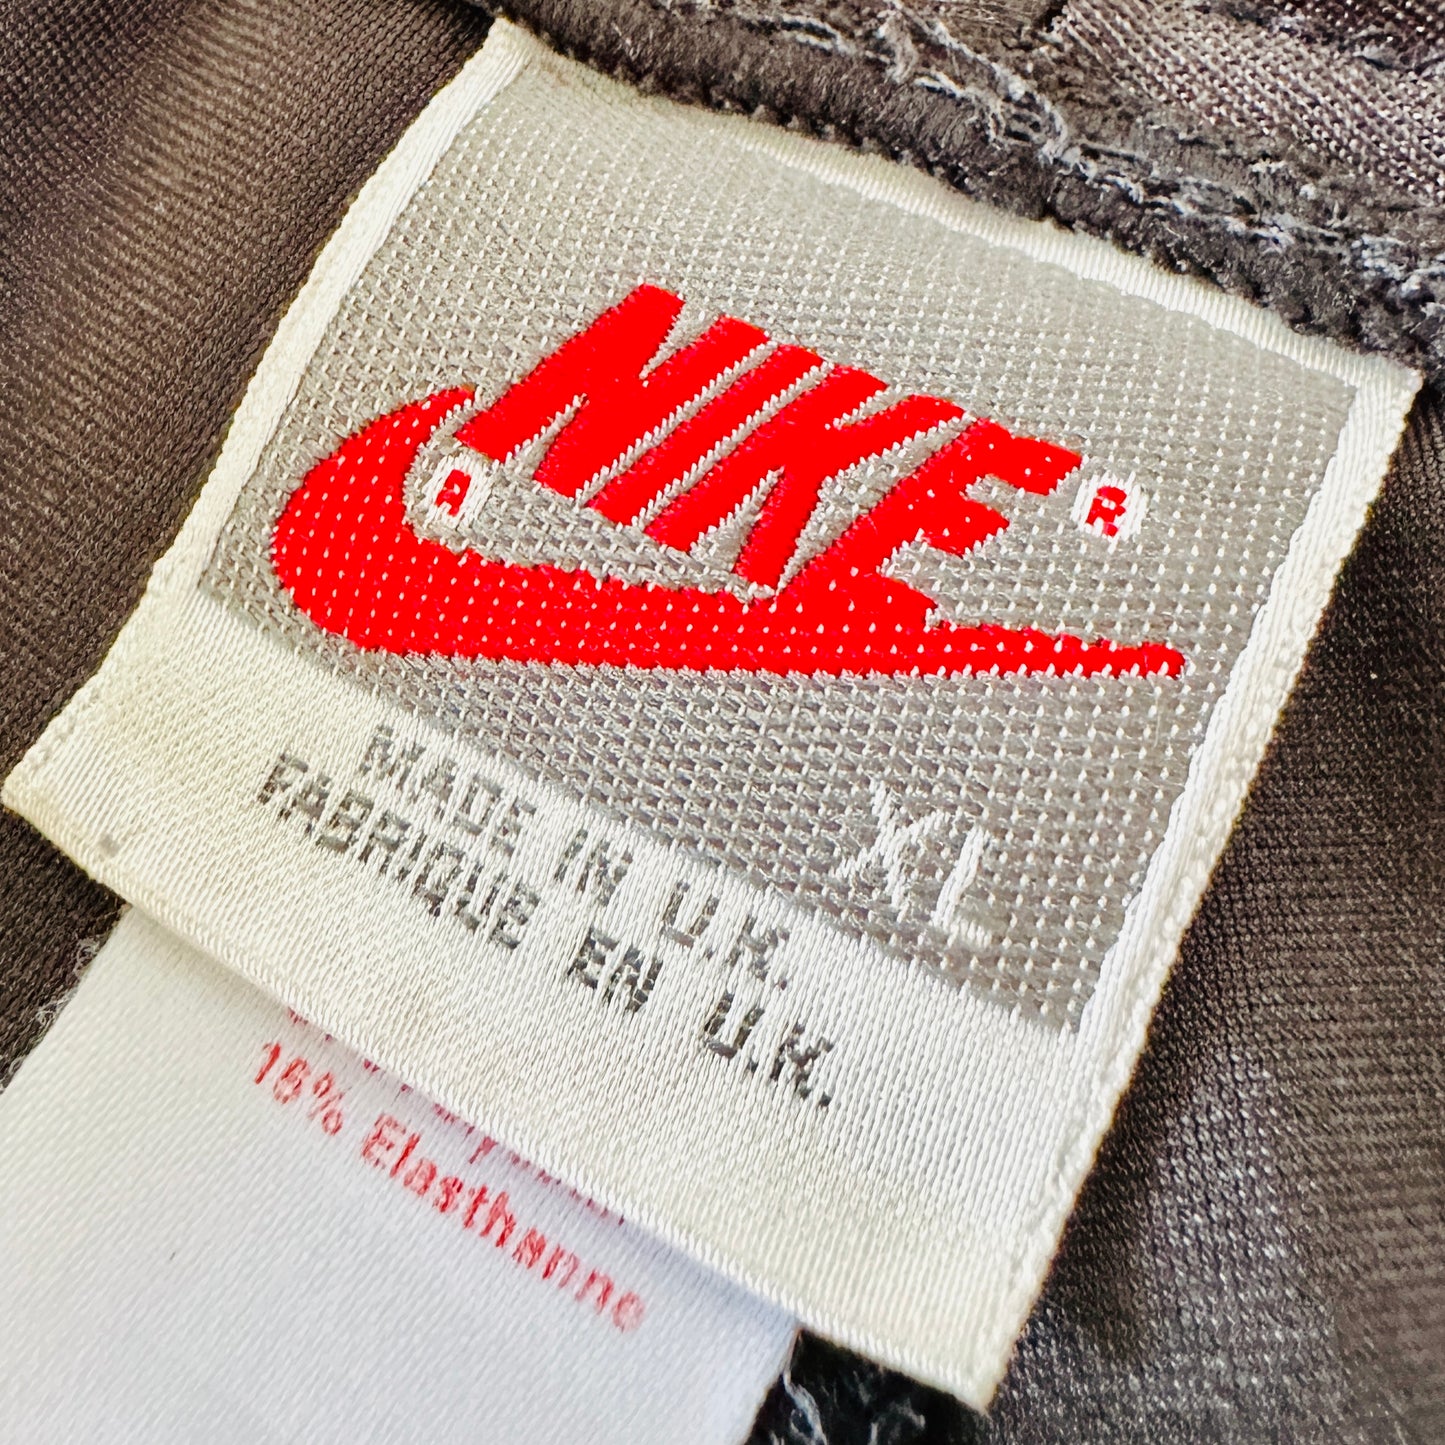 NIKE ®
R
XL
MADE IN U.K.
FABRIQUE EN U.K.
16% Elasthanne